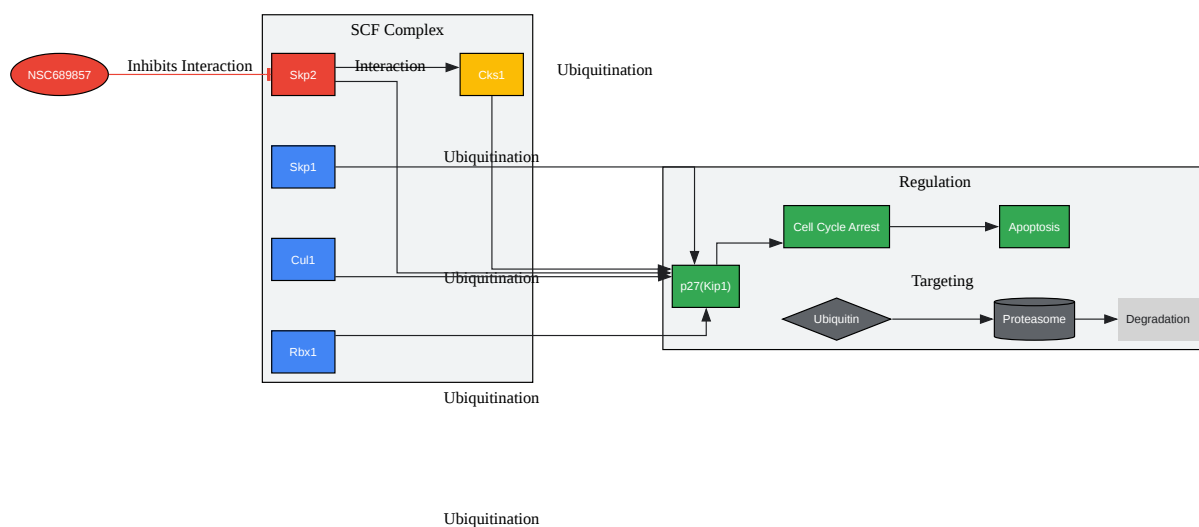 SCF Complex
NSC689857
Inhibits Interaction
Skp2
Interaction
Cks1
Ubiquitination
Skp1
Ubiquitination
Regulation
Cell Cycle Arrest
Apoptosis
Cul1
Ubiquitination
p27(Kip1)
Targeting
Ubiquitin
Proteasome
Degradation
Rbx1
Ubiquitination
Ubiquitination